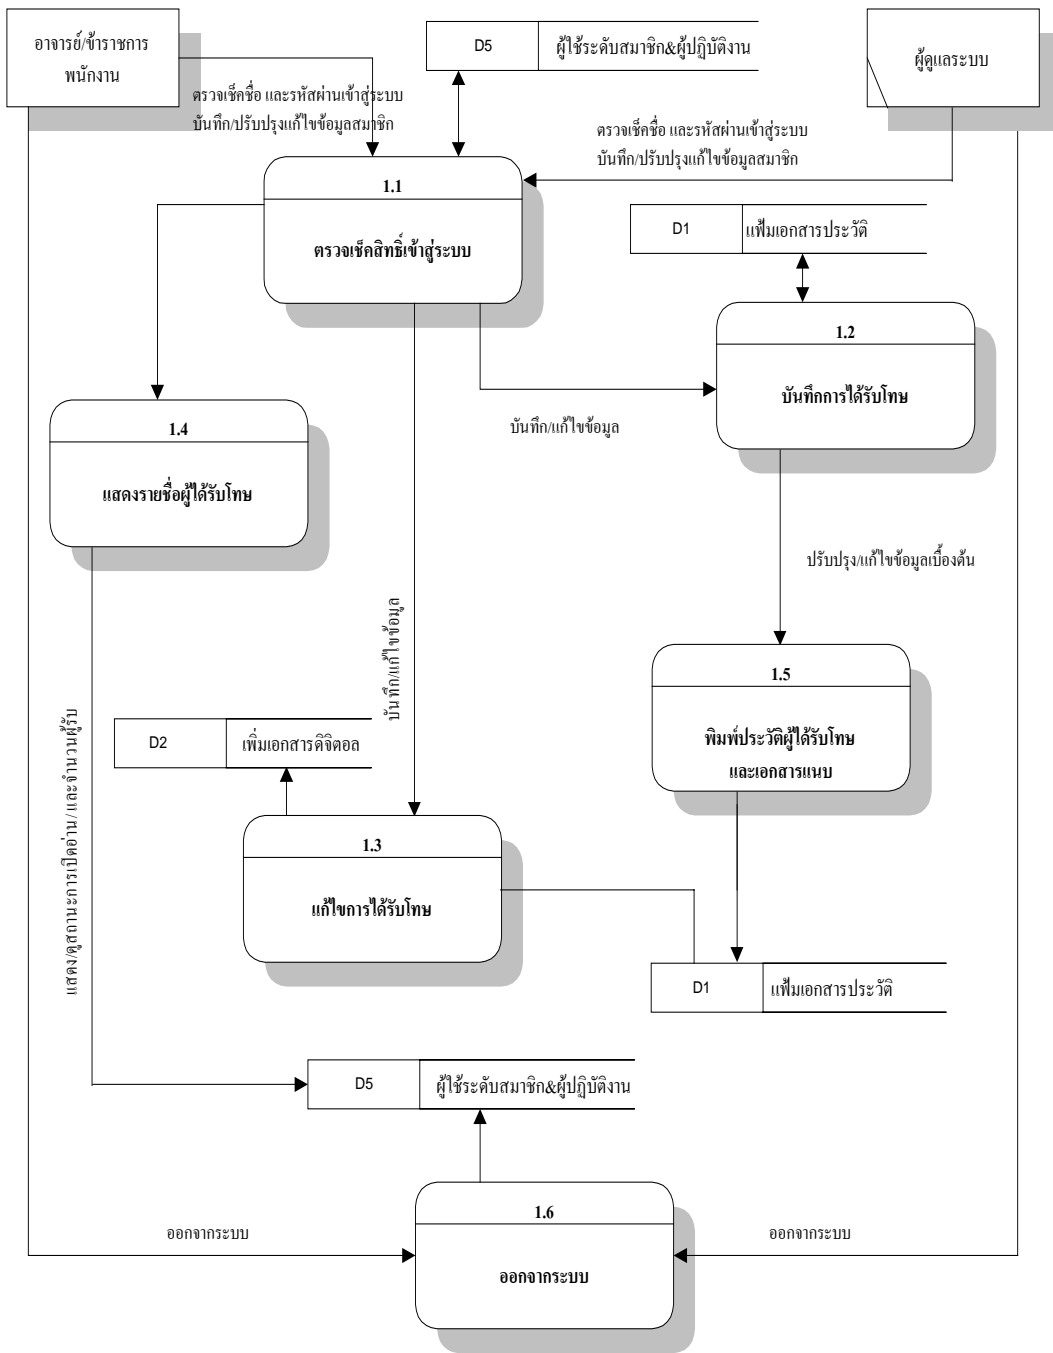 อาจารย์/ข้าราชการ
พนักงาน
D5
ผู้ใช้ระดับสมาชิก&ผู้ปฏิบัติงาน
ผู้ดูแลระบบ
ตรวจเช็คชื่อ และรหัสผ่านเข้าสู่ระบบ
บันทึก/ปรับปรุงแก้ไขข้อมูลสมาชิก
ตรวจเช็คชื่อ และรหัสผ่านเข้าสู่ระบบ
บันทึก/ปรับปรุงแก้ไขข้อมูลสมาชิก
1.1
ตรวจเช็คสิทธิ์เข้าสู่ระบบ
D1
แฟ้มเอกสารประวัติ
1.2
บันทึกการได้รับโทษ
บันทึก/แก้ไขข้อมูล
1.4
แสดงรายชื่อผู้ได้รับโทษ
ปรับปรุง/แก้ไขข้อมูลเบื้องต้น
บันทึก/แก้ไขข้อมูล
1.5
พิมพ์ประวัติผู้ได้รับโทษ
และเอกสารแนบ
แสดง/ดูสถานะการเปิดอ่าน/และจำนวนผู้รับ
D2
เพิ่มเอกสารดิจิตอล
1.3
แก้ไขการได้รับโทษ
D1
แฟ้มเอกสารประวัติ
D5
ผู้ใช้ระดับสมาชิก&ผู้ปฏิบัติงาน
1.6
ออกจากระบบ
ออกจากระบบ
ออกจากระบบ